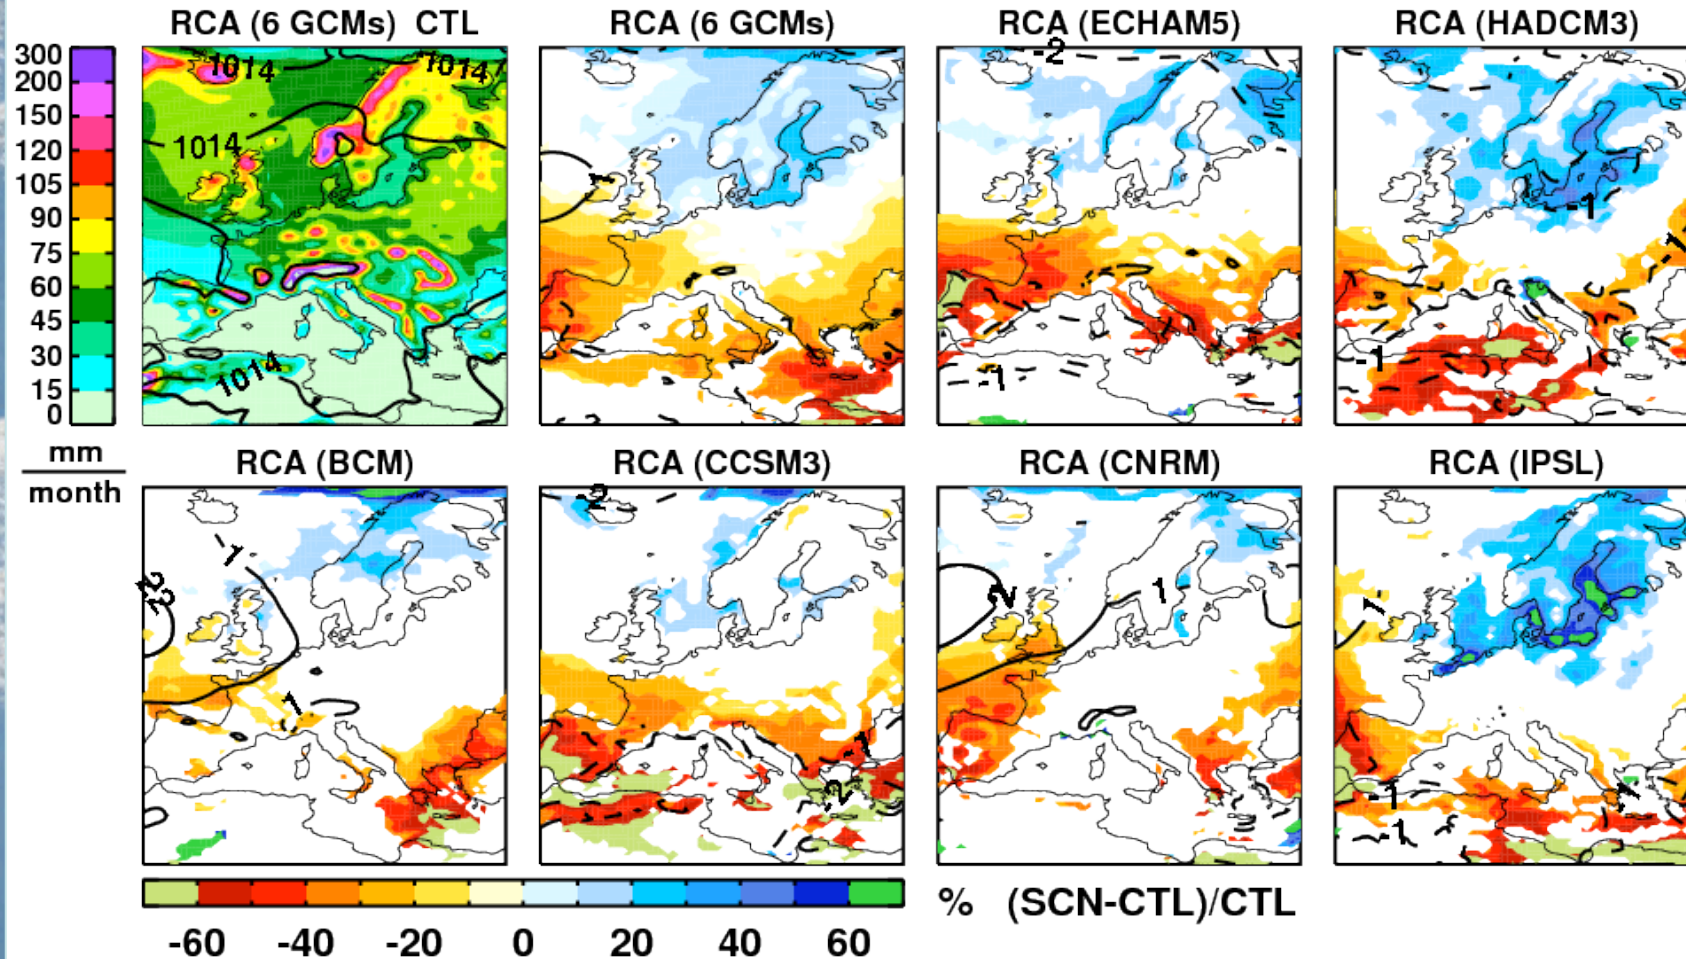 RCA (6 GCMs) CTL
RCA (6 GCMs)
RCA (ECHAM5)
RCA (HADCM3)
300
200
150
120
105
90
75
60
45
30
15
0
mm
month
1014
1014
1014
1014
1
-2
-1
-1
-1
-1
RCA (BCM)
RCA (CCSM3)
RCA (CNRM)
RCA (IPSL)
1
1
-2
-1
-2
2
1
1
-1
-1
1
-60 -40 -20 0 20 40 60
% (SCN-CTL)/CTL